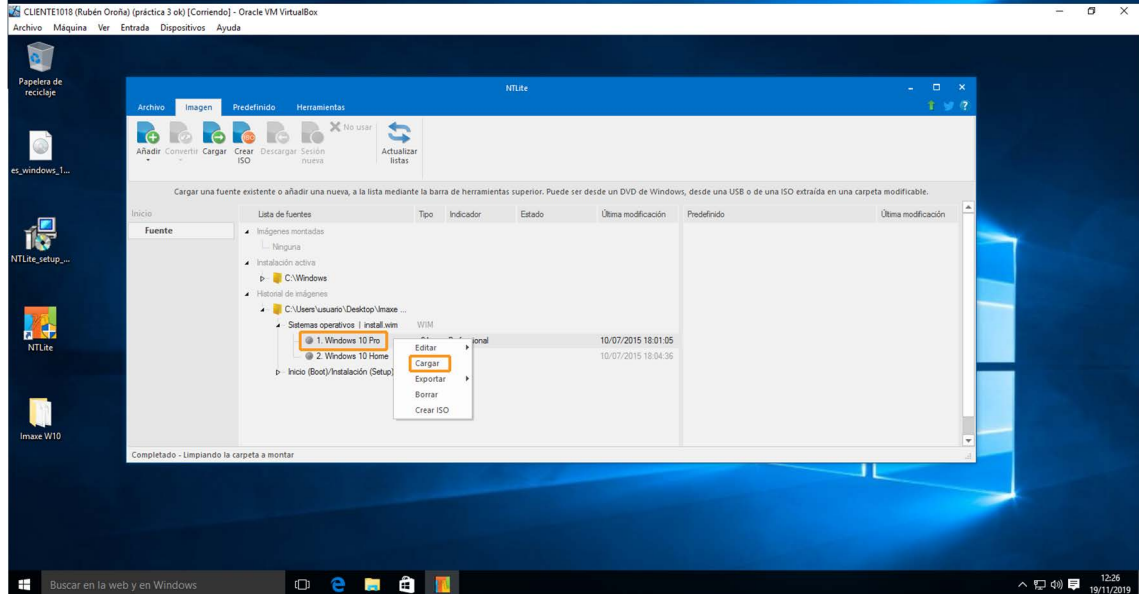 CLIENTE1018 (Rubén Oroña) (práctica 3 ok) [Corriendo] - Oracle VM VirtualBox
Archivo Máquina Ver Entrada Dispositivos Ayuda
Papelera de
reciclaje
es_windows_1...
NTLite_setup_...
NTLite
Imaxe W10
NTLite
Archivo Imagen Predefinido Herramientas
Añadir Convertir Cargar Crear
ISO Descargar Sesión
nueva No usar Actualizar
listas
Cargar una fuente existente o añadir una nueva, a la lista mediante la barra de herramientas superior. Puede ser desde un DVD de Windows, desde una USB o de una ISO extraída en una carpeta modificable.
Inicio Lista de fuentes Tipo Indicador Estado Última modificación Predefinido Última modificación
Fuente Imágenes montadas
Ninguna
Instalación activa
C:\Windows
Historial de imágenes
C:\Users\usuario\Desktop\Imaxe ...
Sistemas operativos | install.wim WIM
1. Windows 10 Pro 10/07/2015 18:01:05
2. Windows 10 Home 10/07/2015 18:04:36
Inicio (Boot)/Instalación (Setup)
Editar
Cargar
Exportar
Borrar
Crear ISO
Completado - Limpiando la carpeta a montar
Buscar en la web y en Windows
12:26
19/11/2019